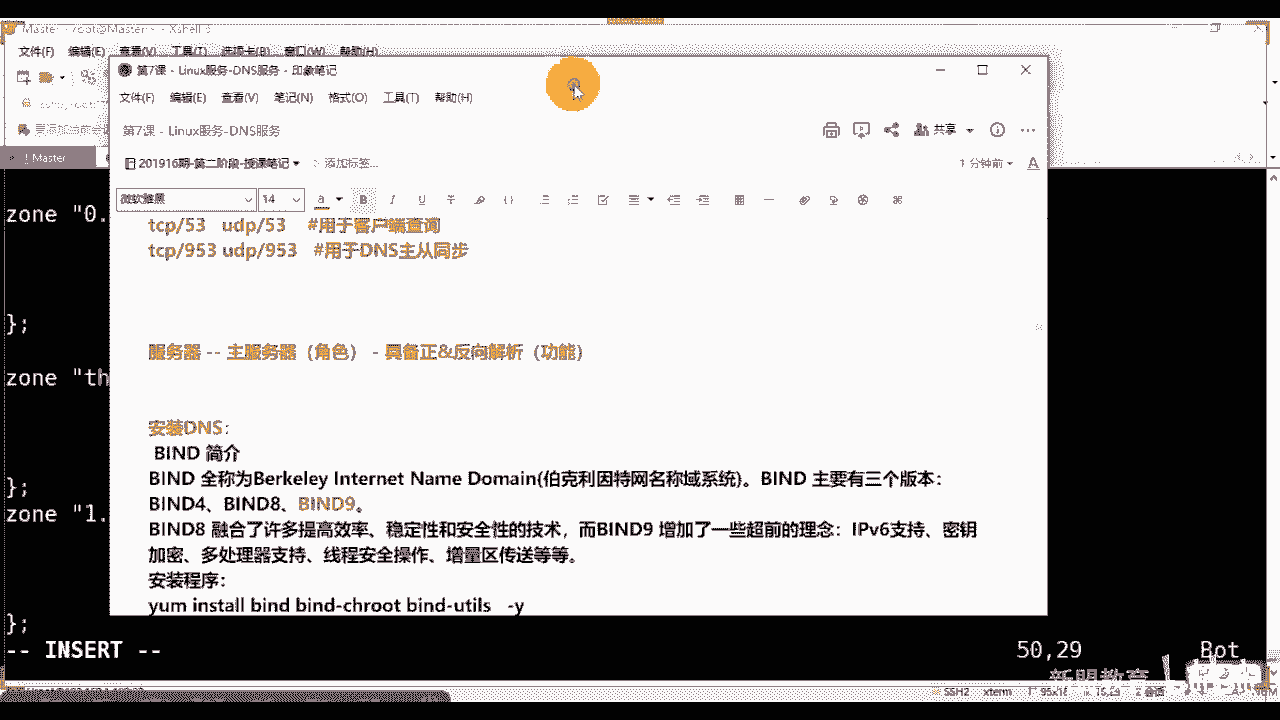 Master - root@Master:~ - Xshell
文件(F) 编辑(E) 查看(V) 工具(T) 选项卡(B) 窗口(W) 帮助(H)
第7课 - Linux服务-DNS服务 - 印象笔记
文件(F) 编辑(E) 查看(V) 笔记(N) 格式(O) 工具(T) 帮助(H)
第7课 - Linux服务-DNS服务
共享
1 Master
201916期-第二阶段-授课笔记
添加标签...
1 分钟前
微软雅黑
14
zone "0.
tcp/53 udp/53 #用于客户端查询
tcp/953 udp/953 #用于DNS主从同步
};
服务器 -- 主服务器（角色） - 具备正&反向解析（功能）
zone "th
安装DNS：
BIND 简介
BIND 全称为Berkeley Internet Name Domain(伯克利因特网名称域系统)。BIND 主要有三个版本：
};
BIND4、BIND8、BIND9。
zone "1.
BIND8 融合了许多提高效率、稳定性和安全性的技术，而BIND9 增加了一些超前的理念：IPv6支持、密钥
加密、多处理器支持、线程安全操作、增量区传送等等。
安装程序：
yum install bind bind-chroot bind-utils -y
};
-- INSERT --
50,29
Bot
新盟教育
SSH2
xterm